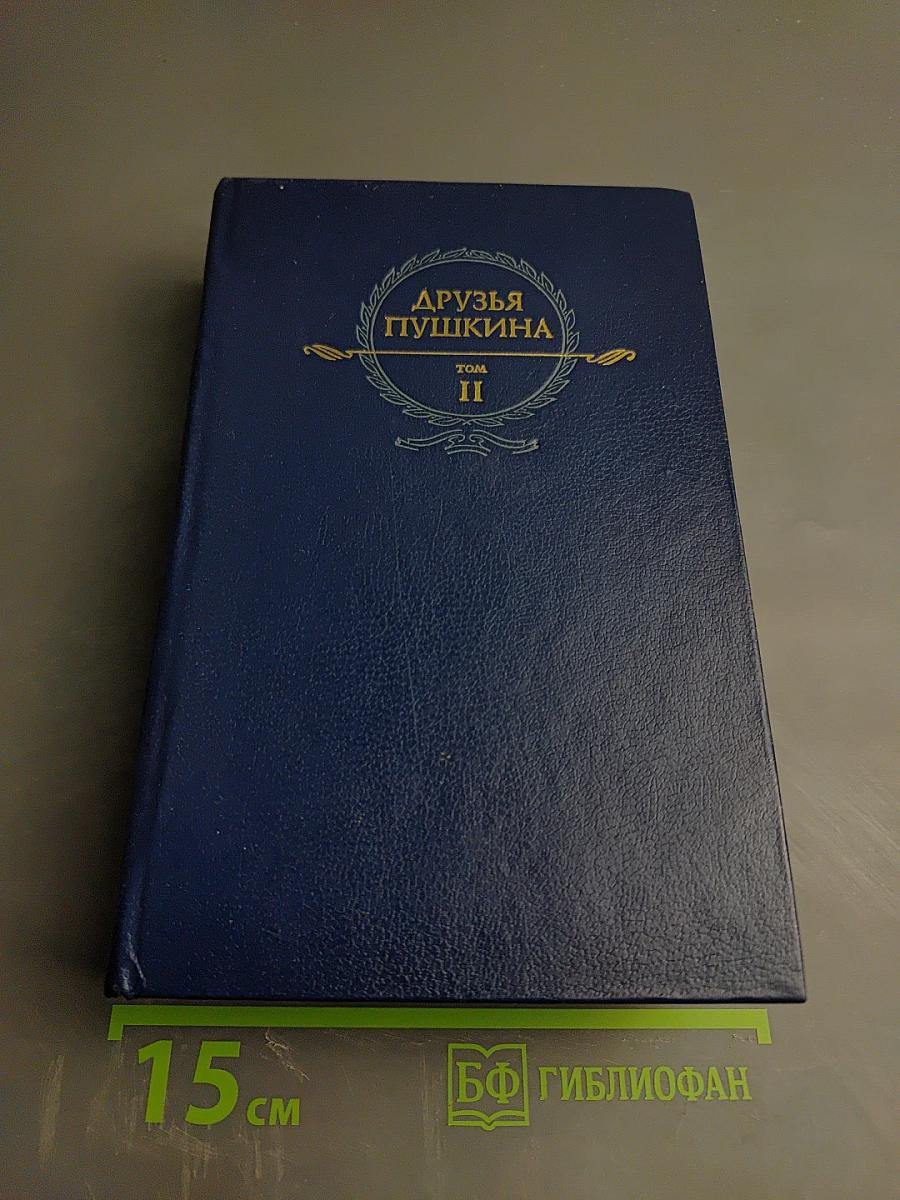 ДРУЗЬЯ
ПУШКИНА
ТОМ
II
15 см
БФ ГИБЛИОФАН